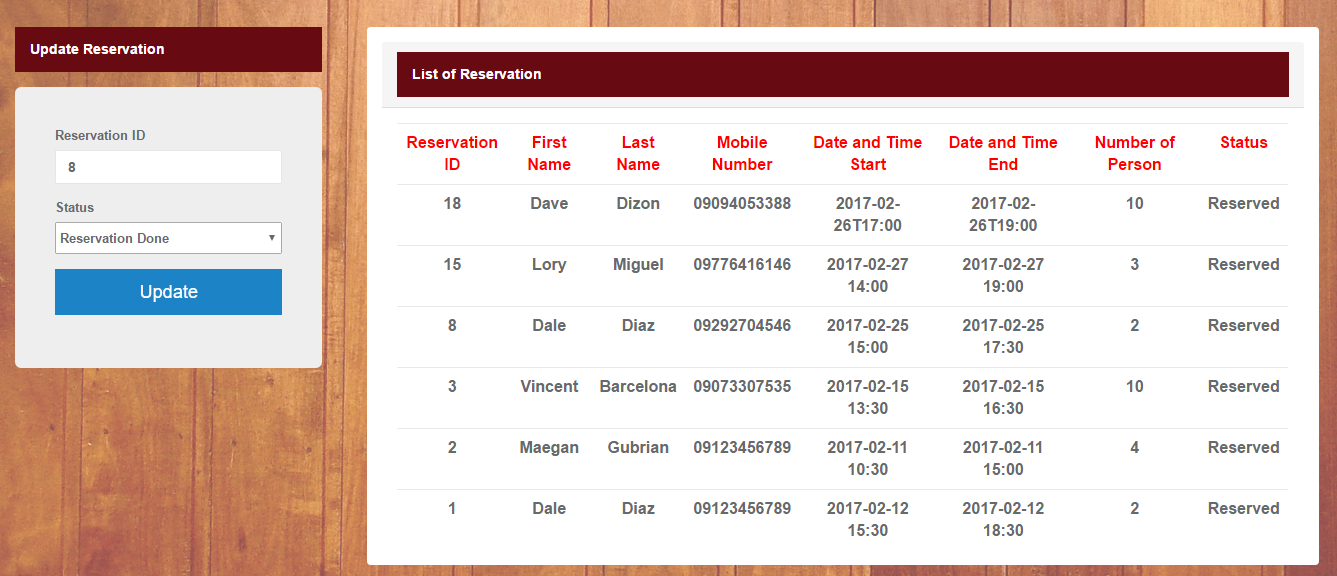 Update Reservation
Reservation ID
8
Status
Reservation Done
Update
List of Reservation
Reservation ID First Name Last Name Mobile Number Date and Time Start Date and Time End Number of Person Status
18 Dave Dizon 09094053388 2017-02-26T17:00 2017-02-26T19:00 10 Reserved
15 Lory Miguel 09776416146 2017-02-27 14:00 2017-02-27 19:00 3 Reserved
8 Dale Diaz 09292704546 2017-02-25 15:00 2017-02-25 17:30 2 Reserved
3 Vincent Barcelona 09073307535 2017-02-15 13:30 2017-02-15 16:30 10 Reserved
2 Maegan Gubrian 09123456789 2017-02-11 10:30 2017-02-11 15:00 4 Reserved
1 Dale Diaz 09123456789 2017-02-12 15:30 2017-02-12 18:30 2 Reserved